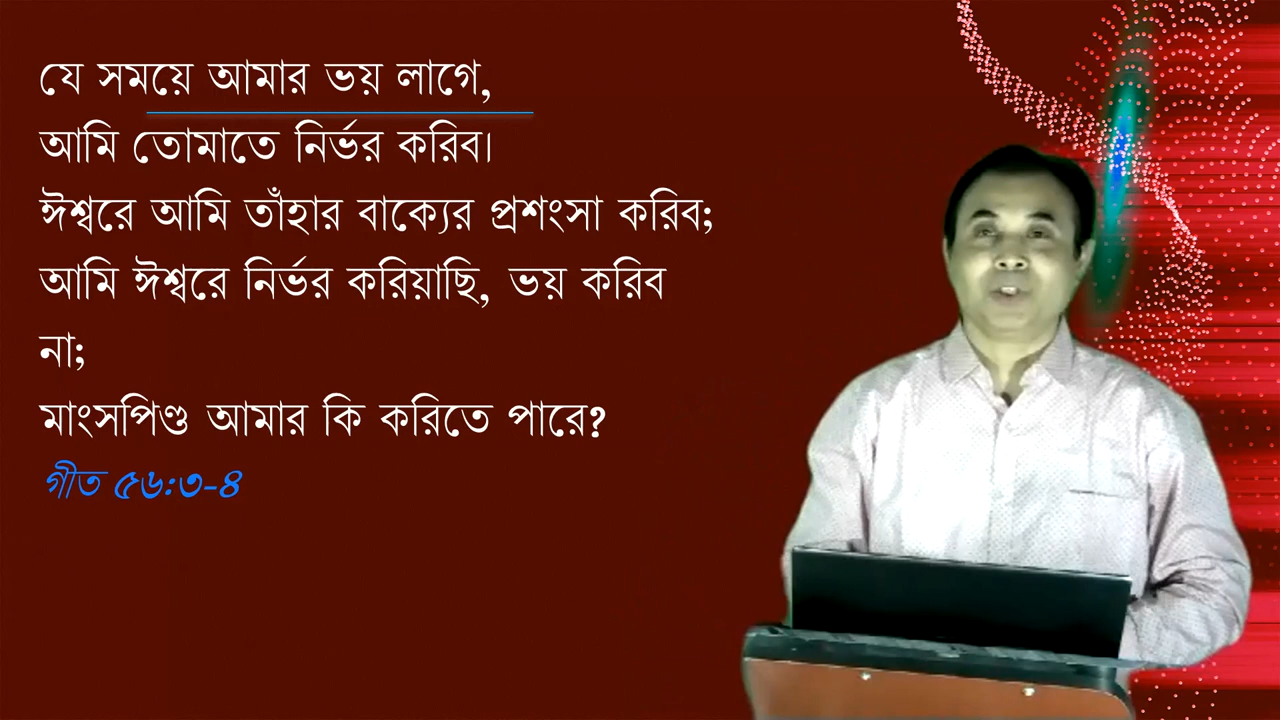 যে সময়ে আমার ভয় লাগে,
আমি তোমাতে নির্ভর করিব।
ঈশ্বরে আমি তাঁহার বাক্যের প্রশংসা করিব;
আমি ঈশ্বরে নির্ভর করিয়াছি, ভয় করিব
না;
মাংসপিণ্ড আমার কি করিতে পারে?
গীত ৫৬:৩-৪